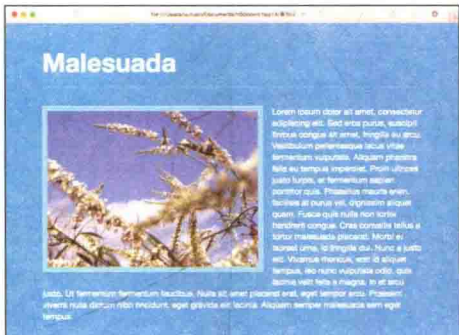 Malesuada
Lorem ipsum dolor sit amet, consectetur
adipiscing elit. Sed eros purus, suscipit
finibus congue sit amet, fringilla eu arcu.
Vestibulum pellentesque lacus vitae
fermentum vulputate. Aliquam pharetra
felis eu tempus imperdiet. Proin ultrices
justo turpis, et fermentum sapien
porttitor quis. Phasellus mauris enim,
facilisis at purus vel, dignissim aliquet
quam. Fusce quis nulla non tortor
hendrerit congue. Cras convallis tellus a
tortor malesuada placerat. Morbi et
laoreet urna, id fringilla dui. Nunc a justo
est. Vivamus rhoncus, erat id aliquet
tempus, leo nunc vulputate odio, quis
lacinia velit felis a magna. In et arcu
justo. Ut fermentum fermentum faucibus. Nulla sit amet placerat erat, eget tempor arcu. Praesent
viverra nulla dictum nibh tincidunt, eget gravida est lacinia. Aliquam semper malesuada sem eget
tempus.